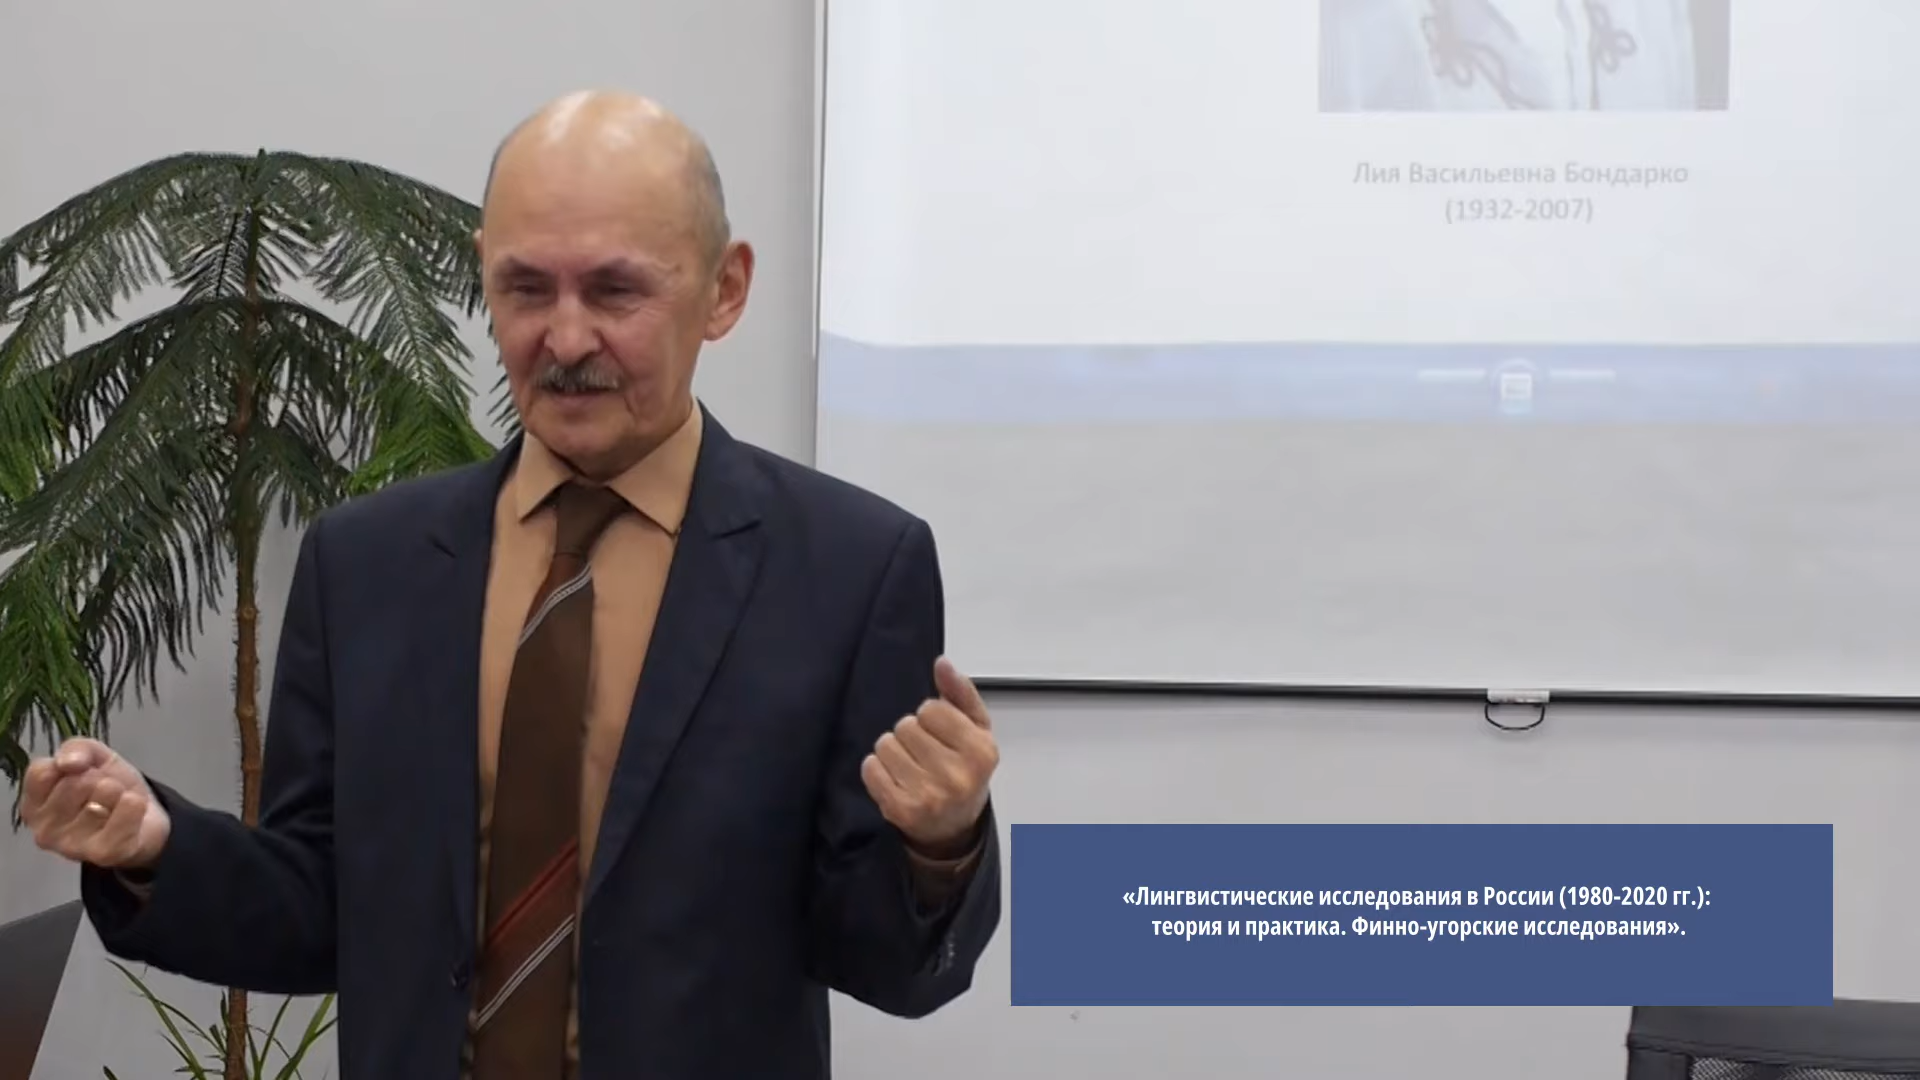 Лия Васильевна Бондарко
(1932-2007)
«Лингвистические исследования в России (1980-2020 гг.):
теория и практика. Финно-угорские исследования».